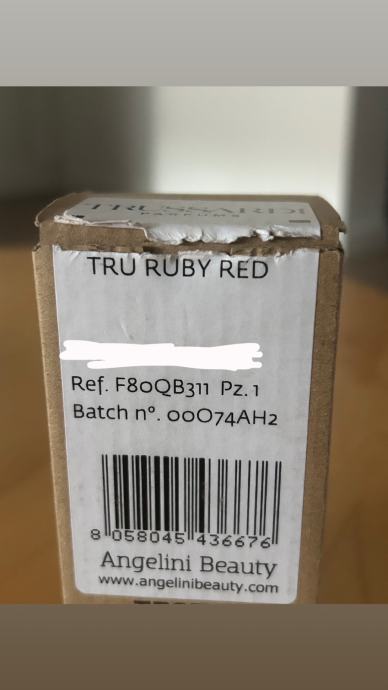 TRUSSARDI
PARFUMS
TRU RUBY RED
Ref. F80QB311 Pz. 1
Batch nº. 00O74AH2
8 058045 436676
Angelini Beauty
www.angelinibeauty.com